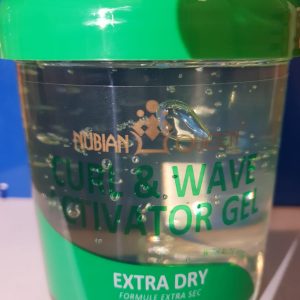 NUBIAN
CURL & WAVE
ACTIVATOR GEL
EXTRA DRY
FORMULE EXTRA SEC